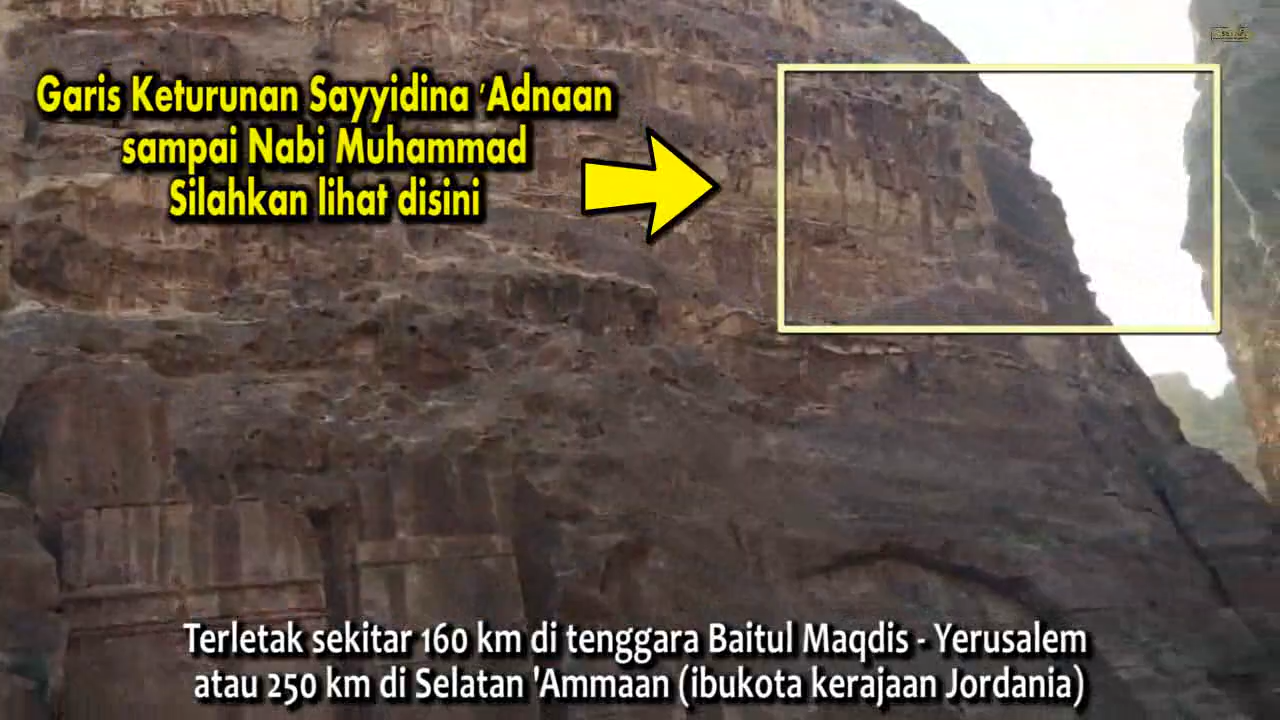 Garis Keturunan Sayyidina 'Adnaan
sampai Nabi Muhammad
Silahkan lihat disini
Terletak sekitar 160 km di tenggara Baitul Maqdis - Yerusalem
atau 250 km di Selatan 'Ammaan (ibukota kerajaan Jordania)